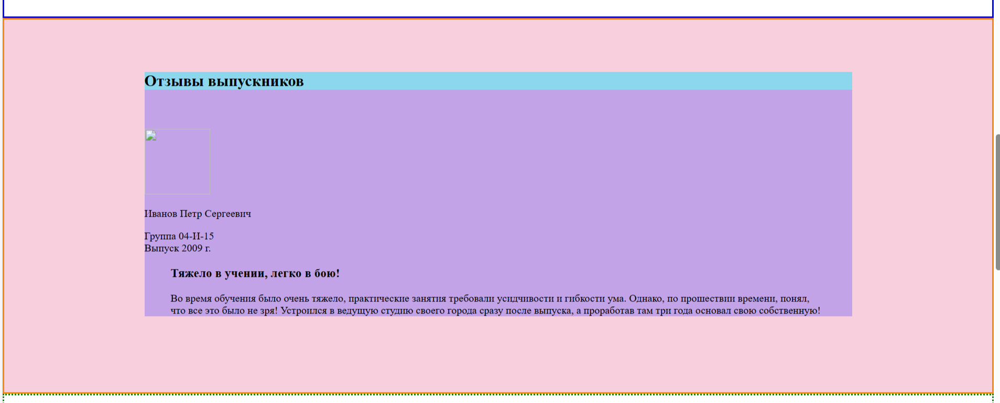 Отзывы выпускников
Иванов Петр Сергеевич
Группа 04-И-15
Выпуск 2009 г.
Тяжело в учении, легко в бою!
Во время обучения было очень тяжело, практические занятия требовали усидчивости и гибкости ума. Однако, по прошествии времени, понял,
что все это было не зря! Устроился в ведущую студию своего города сразу после выпуска, а проработав там три года основал свою собственную!